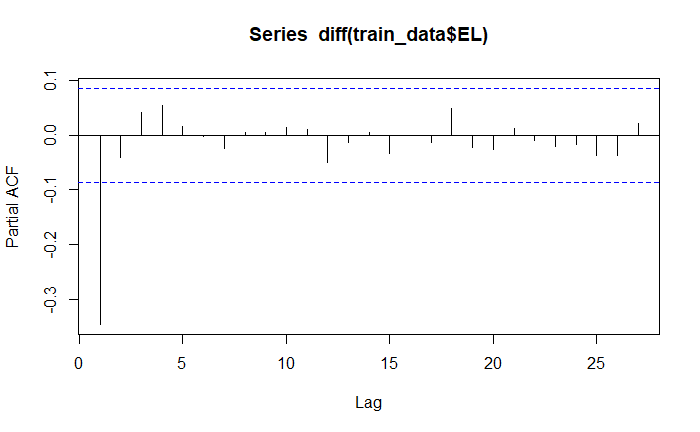 Series  diff(train_data$EL)
Partial ACF
0.1
0.0
-0.1
-0.2
-0.3
0 5 10 15 20 25
Lag